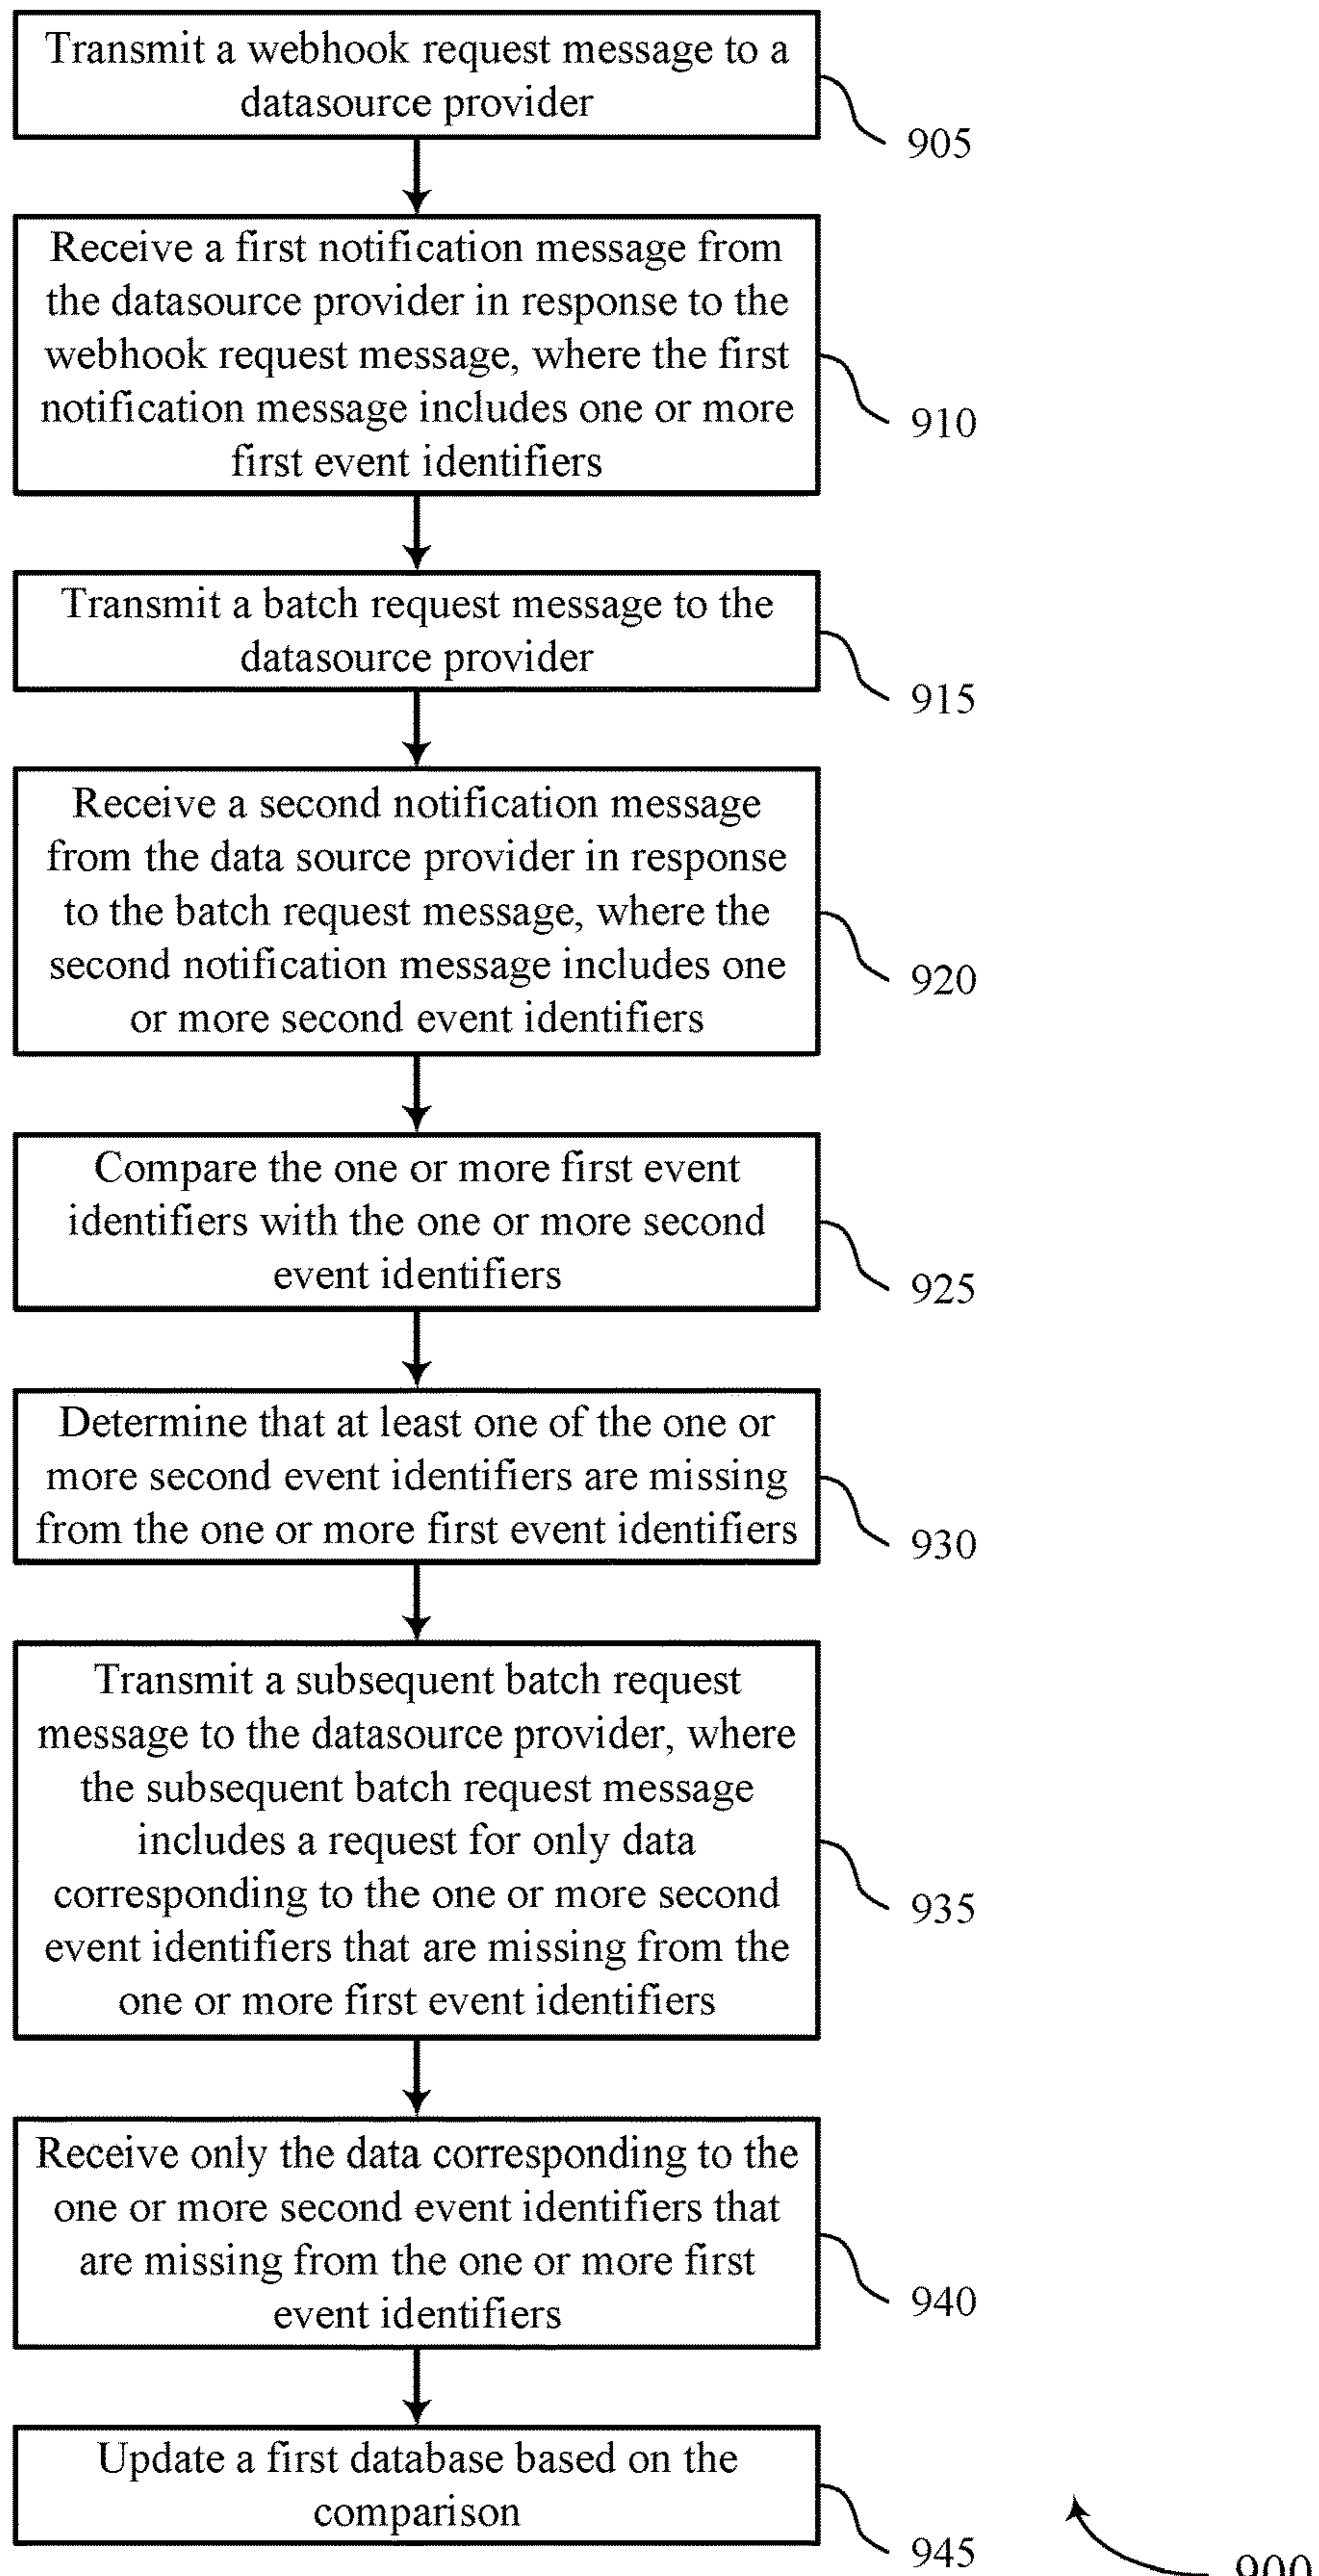 Transmit a webhook request message to a
datasource provider
905
Receive a first notification message from
the datasource provider in response to the
webhook request message, where the first
notification message includes one or more
first event identifiers
910
Transmit a batch request message to the
datasource provider
915
Receive a second notification message
from the data source provider in response
to the batch request message, where the
second notification message includes one
or more second event identifiers
920
Compare the one or more first event
identifiers with the one or more second
event identifiers
925
Determine that at least one of the one or
more second event identifiers are missing
from the one or more first event identifiers
930
Transmit a subsequent batch request
message to the datasource provider, where
the subsequent batch request message
includes a request for only data
corresponding to the one or more second
event identifiers that are missing from the
one or more first event identifiers
935
Receive only the data corresponding to the
one or more second event identifiers that
are missing from the one or more first
event identifiers
940
Update a first database based on the
comparison
945
900